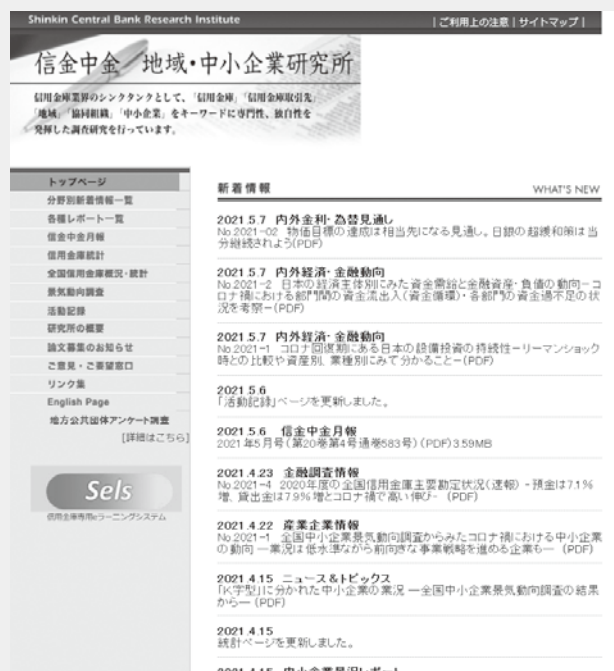 Shinkin Central Bank Research Institute
| ご利用上の注意 | サイトマップ |
信金中金／地域・中小企業研究所
信用金庫業界のシンクタンクとして、「信用金庫」「信用金庫取引先」
「地域」「協同組織」「中小企業」をキーワードに専門性、独自性を
発揮した調査研究を行っています。
トップページ
分野別新着情報一覧
各種レポート一覧
信金中金月報
信用金庫統計
全国信用金庫概況・統計
景気動向調査
活動記録
研究所の概要
論文募集のお知らせ
ご意見・ご要望窓口
リンク集
English Page
地方公共団体アンケート調査
[詳細はこちら]
Sels
信用金庫専用eラーニングシステム
新着情報
WHAT'S NEW
2021.5.7 内外金利・為替見通し
No.2021-02 物価目標の達成は相当先になる見通し。日銀の超緩和策は当
分継続されよう(PDF)
2021.5.7 内外経済・金融動向
No.2021-2 日本の経済主体別にみた資金需給と金融資産・負債の動向－コ
ロナ禍における部門間の資金流出入(資金循環)・各部門の資金過不足の状
況を考察－(PDF)
2021.5.7 内外経済・金融動向
No.2021-1 コロナ回復期にある日本の設備投資の持続性－リーマンショック
時との比較や資産別、業種別にみて分かること－(PDF)
2021.5.6
「活動記録」ページを更新しました。
2021.5.6 信金中金月報
2021年5月号(第20巻第4号通巻583号)(PDF)3.59MB
2021.4.23 金融調査情報
No.2021-4 2020年度の全国信用金庫主要勘定状況(速報) - 預金は7.1%
増、貸出金は7.9%増とコロナ禍で高い伸び- (PDF)
2021.4.22 産業企業情報
No.2021-1 全国中小企業景気動向調査からみたコロナ禍における中小企業
の動向 ―業況は低水準ながら前向きな事業戦略を進める企業も― (PDF)
2021.4.15 ニュース&トピックス
「K字型」に分かれた中小企業の業況 ―全国中小企業景気動向調査の結果
から― (PDF)
2021.4.15
統計ページを更新しました。
2021.4.15 中小企業景況レポート